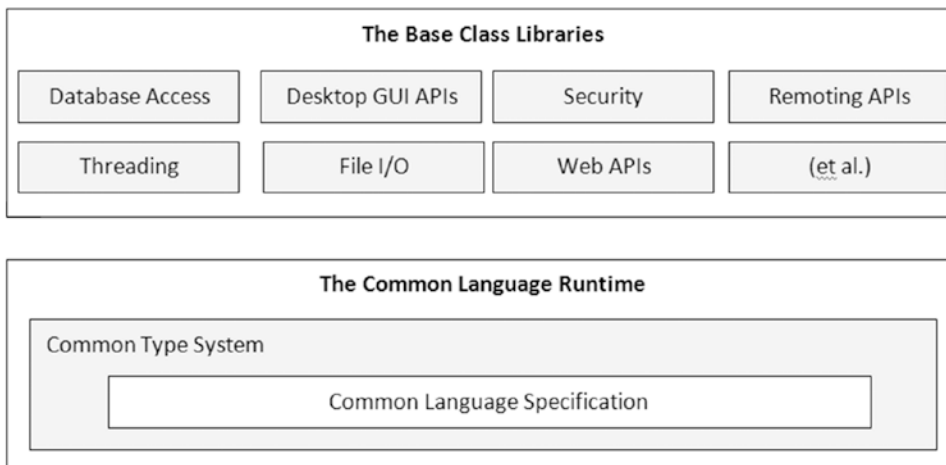 The Base Class Libraries
Database Access Desktop GUI APIs Security Remoting APIs
Threading File I/O Web APIs (et al.)
The Common Language Runtime
Common Type System
Common Language Specification